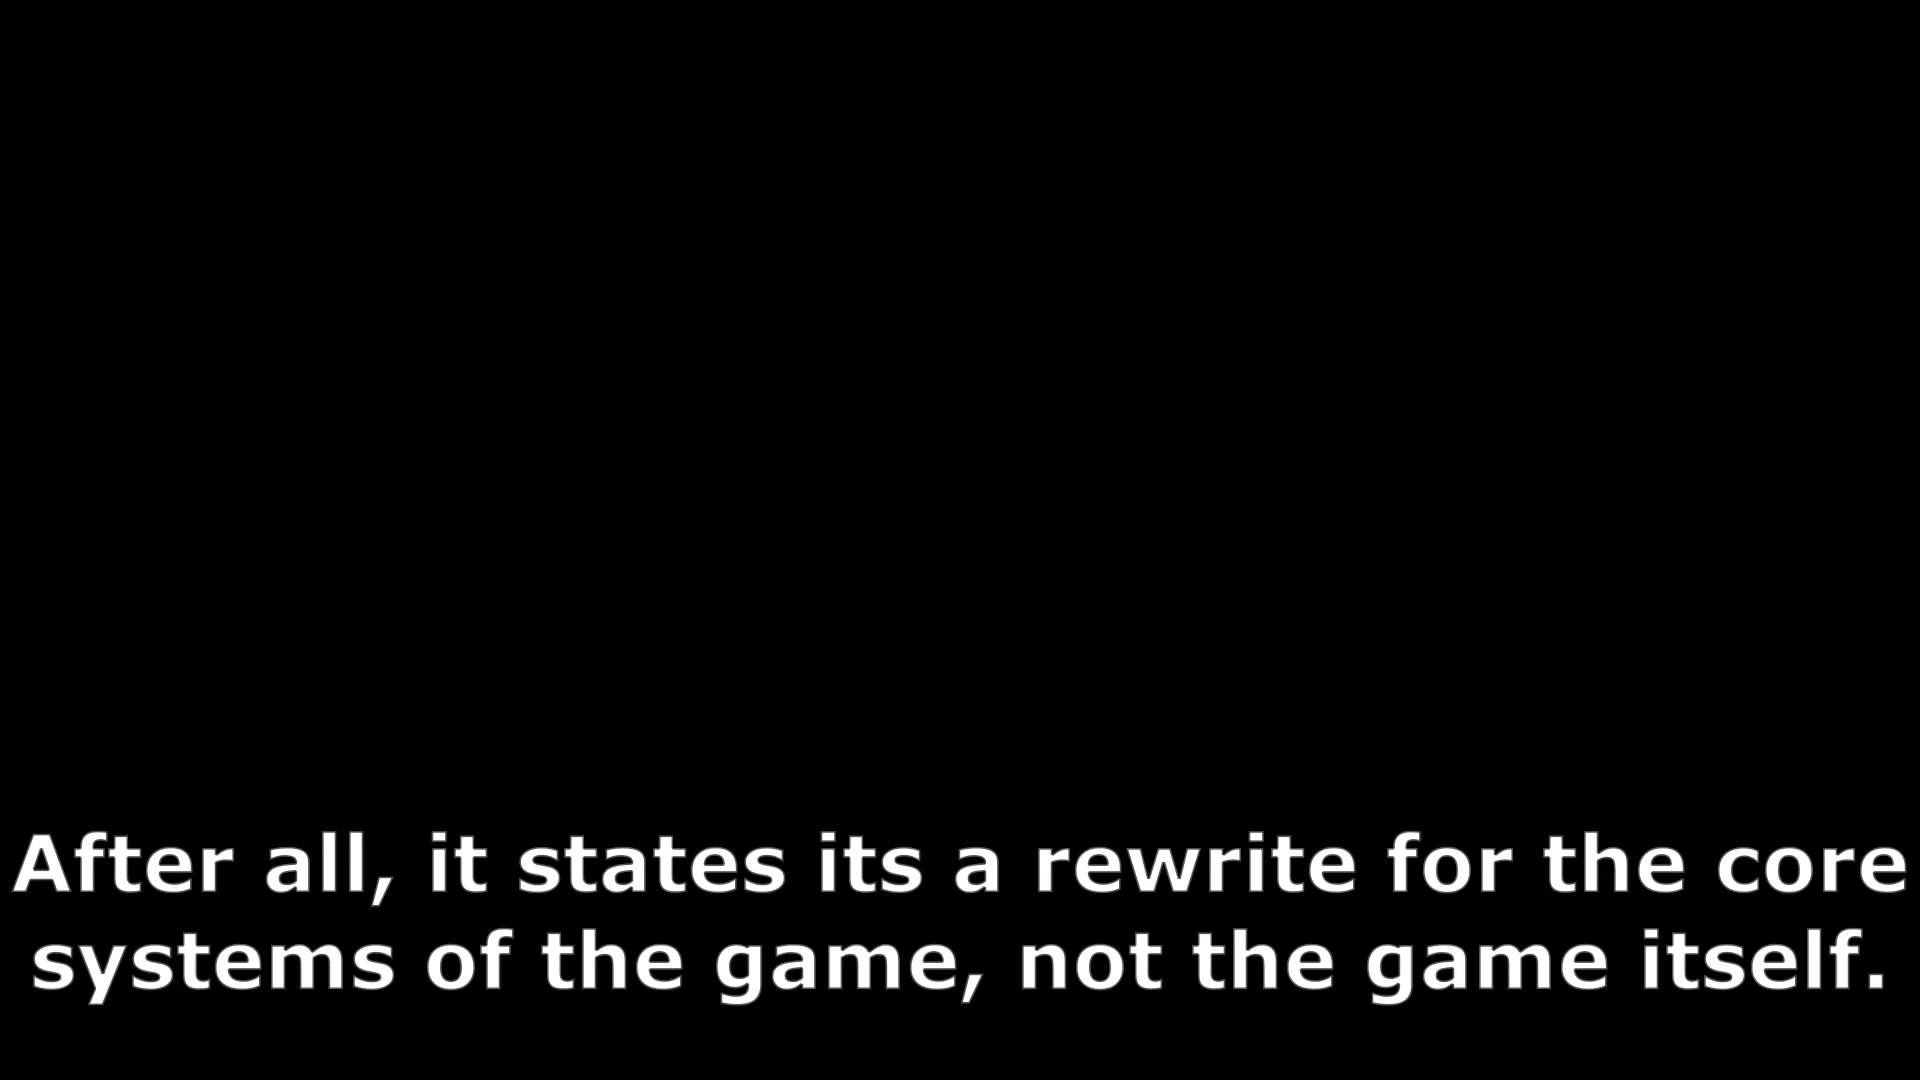 After all, it states its a rewrite for the core
systems of the game, not the game itself.